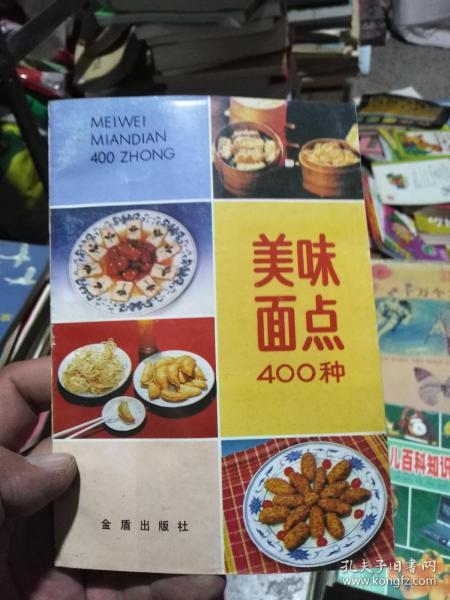 MEIWEI
MIANDIAN
400 ZHONG
美味
面点
400种
金盾出版社
儿百科知识
孔夫子旧书网
www.kongfz.com